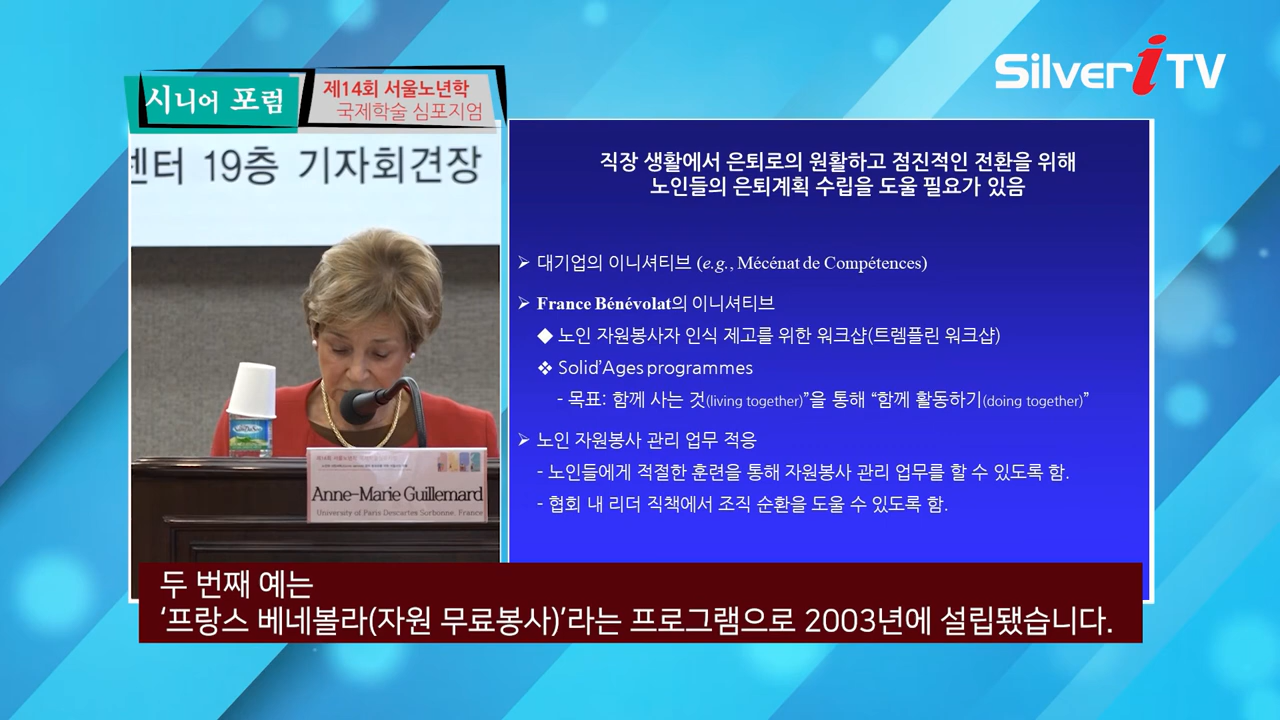 Silver i TV
시니어 포럼
제14회 서울노년학
국제학술 심포지엄
센터 19층 기자회견장
Anne-Marie Guillemard
University of Paris Descartes Sorbonne, France
직장 생활에서 은퇴로의 원활하고 점진적인 전환을 위해
노인들의 은퇴계획 수립을 도울 필요가 있음
➢ 대기업의 이니셔티브 (e.g., Mécénat de Compétences)
➢ France Bénévolat의 이니셔티브
◆ 노인 자원봉사자 인식 제고를 위한 워크샵(트렘플린 워크샵)
❖ Solid’Ages programmes
- 목표: 함께 사는 것(living together)”을 통해 “함께 활동하기(doing together)”
➢ 노인 자원봉사 관리 업무 적응
- 노인들에게 적절한 훈련을 통해 자원봉사 관리 업무를 할 수 있도록 함.
- 협회 내 리더 직책에서 조직 순환을 도울 수 있도록 함.
두 번째 예는
‘프랑스 베네볼라(자원 무료봉사)’라는 프로그램으로 2003년에 설립됐습니다.